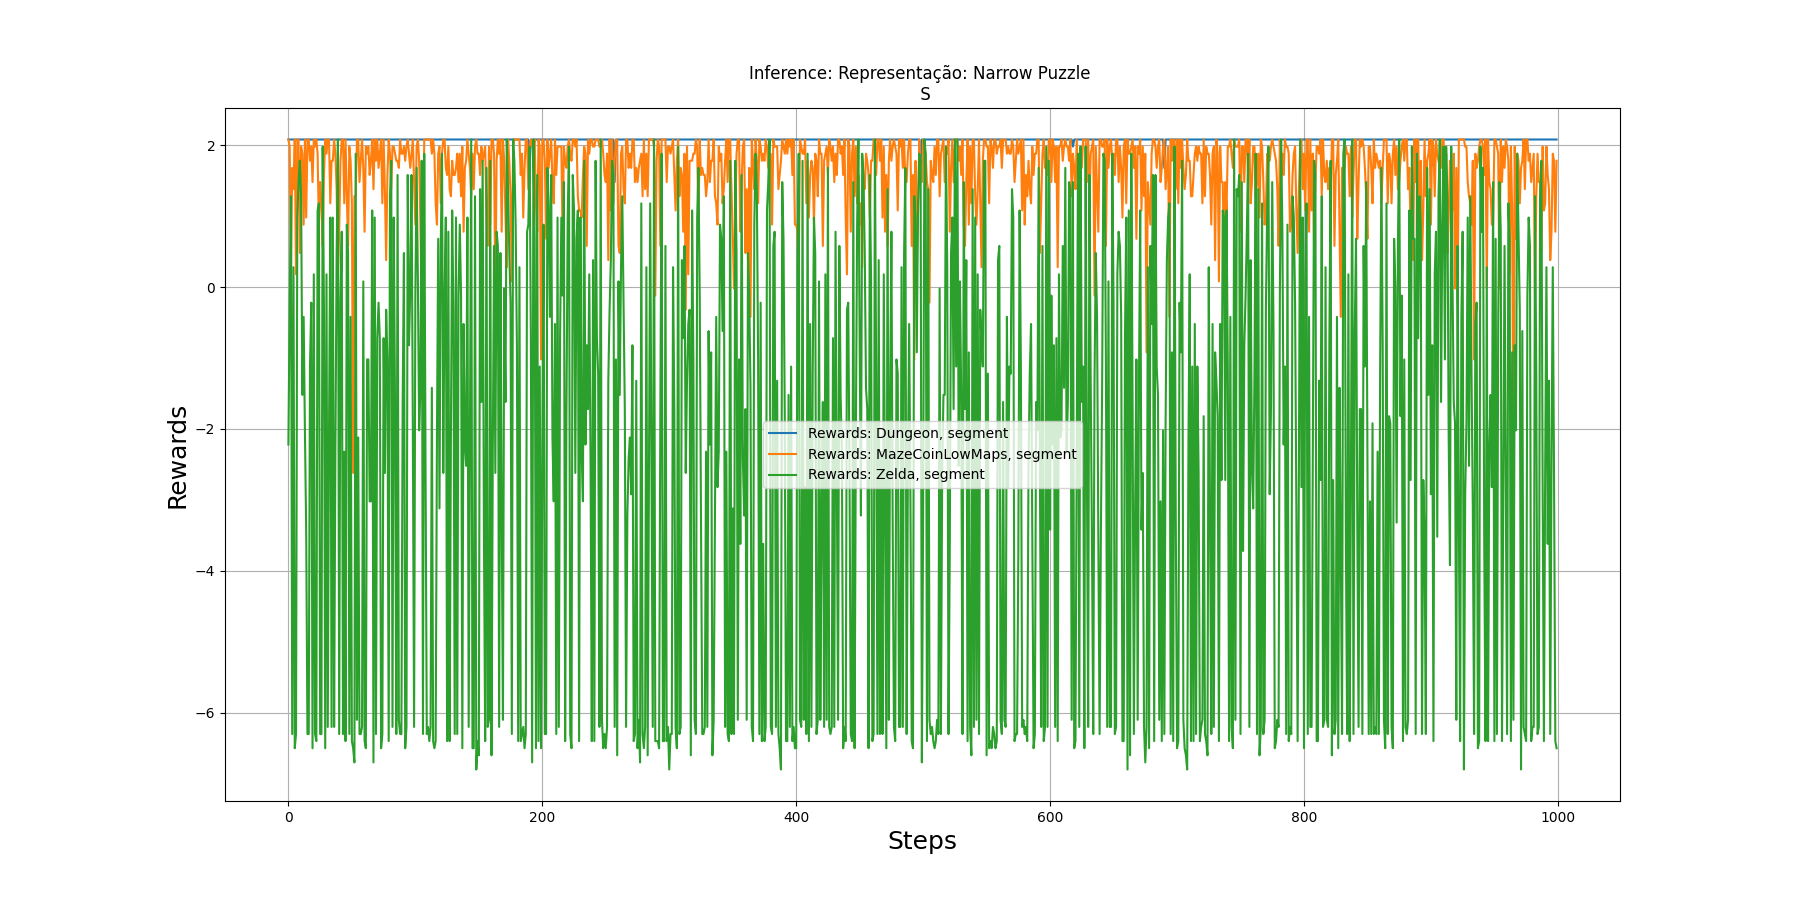 Inference: Representação: Narrow Puzzle
S
2
0
−2
−4
−6
Rewards
Rewards: Dungeon, segment
Rewards: MazeCoinLowMaps, segment
Rewards: Zelda, segment
0
200
400
600
800
1000
Steps